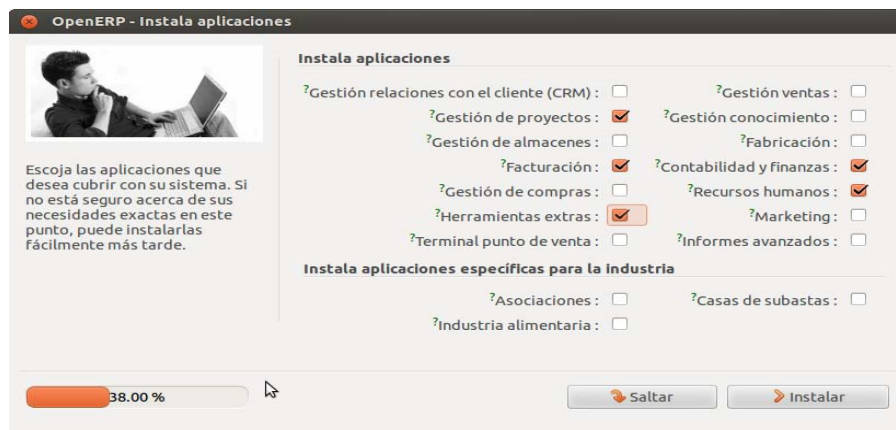 OpenERP - Instala aplicaciones
Instala aplicaciones
?Gestión relaciones con el cliente (CRM) : ?Gestión ventas :
?Gestión de proyectos : ?Gestión conocimiento :
?Gestión de almacenes : ?Fabricación :
?Facturación : ?Contabilidad y finanzas :
?Gestión de compras : ?Recursos humanos :
?Herramientas extras : ?Marketing :
?Terminal punto de venta : ?Informes avanzados :
Instala aplicaciones específicas para la industria
?Asociaciones : ?Casas de subastas :
?Industria alimentaria :
Escoja las aplicaciones que
desea cubrir con su sistema. Si
no está seguro acerca de sus
necesidades exactas en este
punto, puede instalarlas
fácilmente más tarde.
38.00 %
Saltar
Instalar